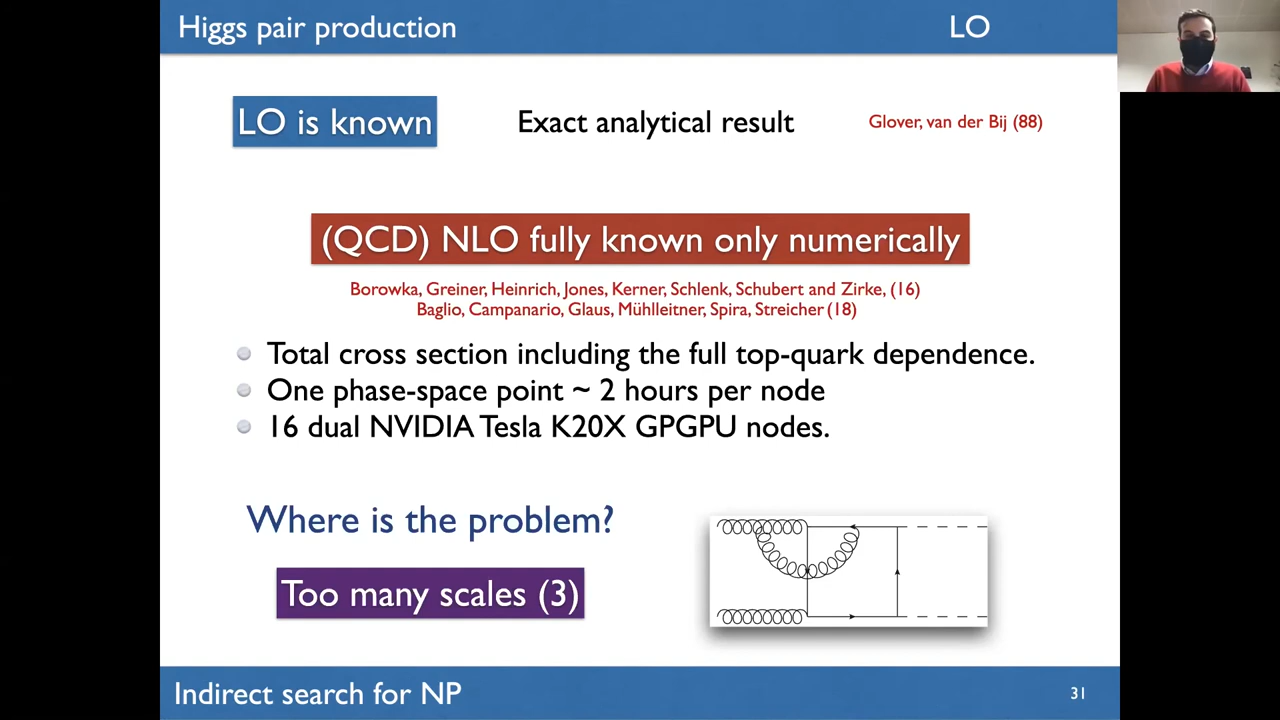 Higgs pair production
LO
LO is known
Exact analytical result
Glover, van der Bij (88)
(QCD) NLO fully known only numerically
Borowka, Greiner, Heinrich, Jones, Kerner, Schlenk, Schubert and Zirke, (16)
Baglio, Campanario, Glaus, Mühlleitner, Spira, Streicher (18)
Total cross section including the full top-quark dependence.
One phase-space point ~ 2 hours per node
16 dual NVIDIA Tesla K20X GPGPU nodes.
Where is the problem?
Too many scales (3)
Indirect search for NP
31